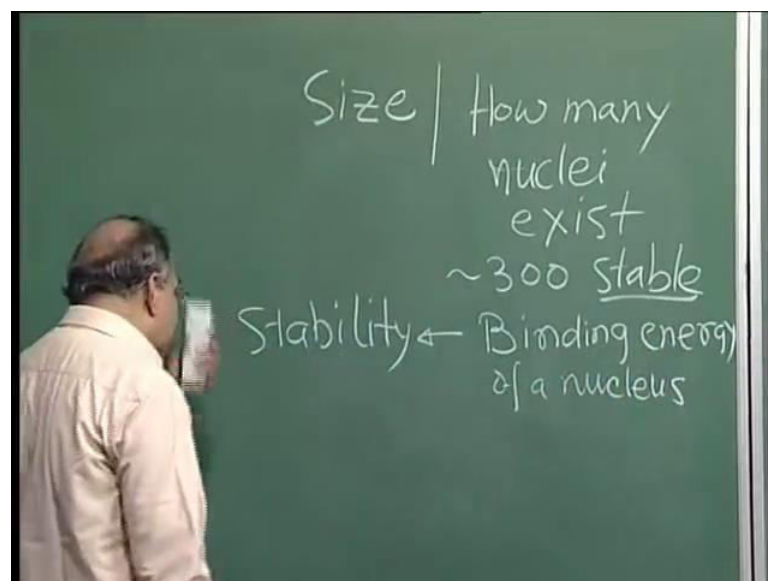 Size | How many
nuclei
exist
~300 stable
Stability ← Binding energy
of a nucleus